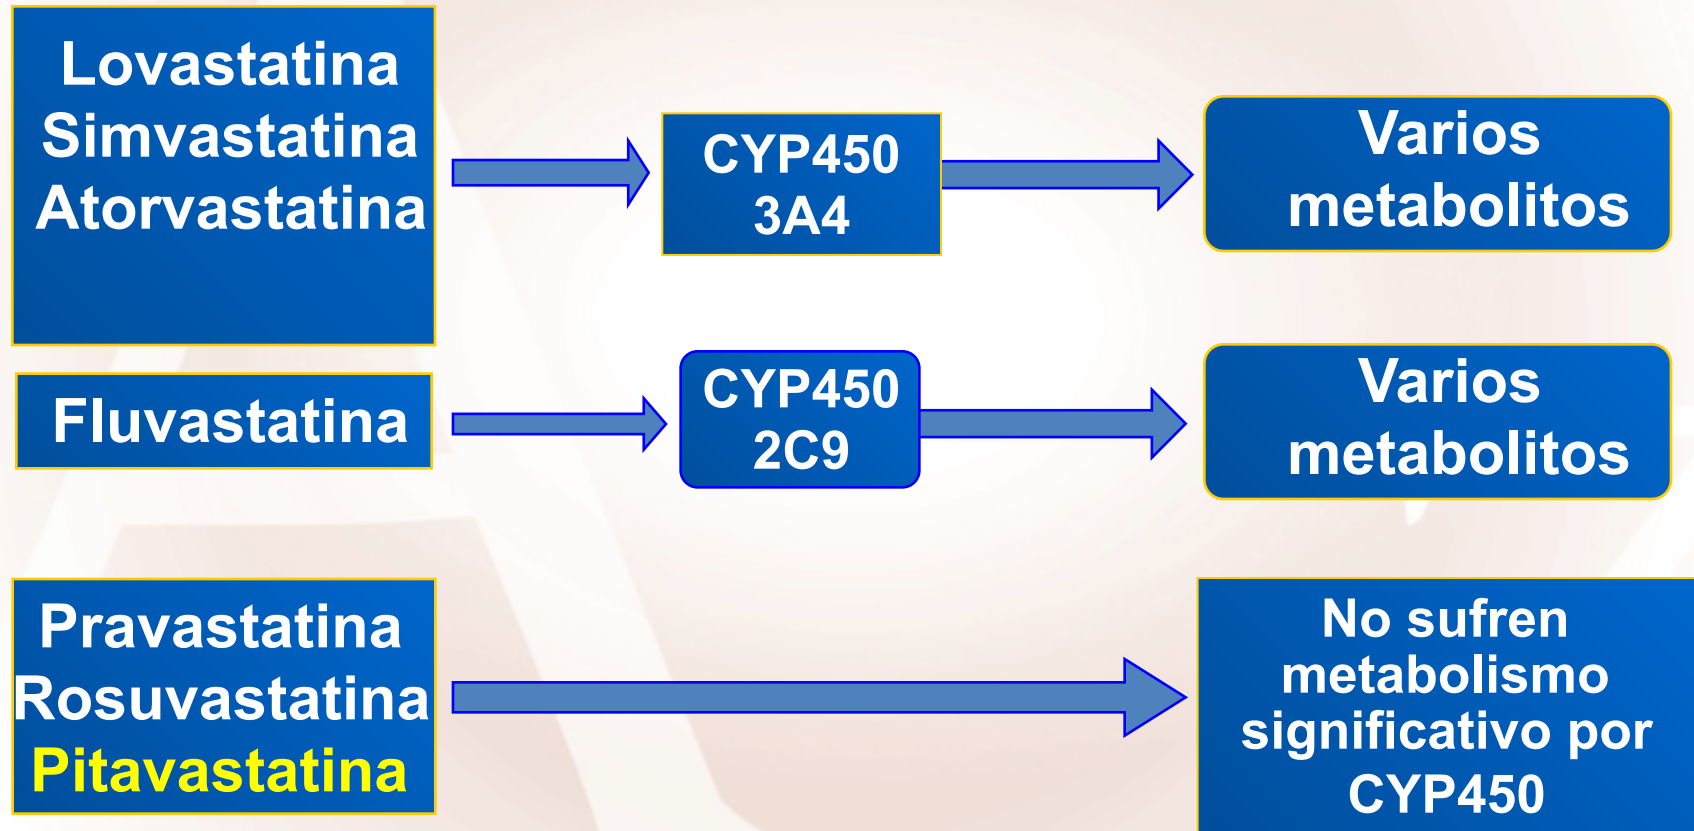 Lovastatina
Simvastatina
Atorvastatina
CYP450
3A4
Varios
metabolitos
Fluvastatina
CYP450
2C9
Varios
metabolitos
Pravastatina
Rosuvastatina
Pitavastatina
No sufren
metabolismo
significativo por
CYP450